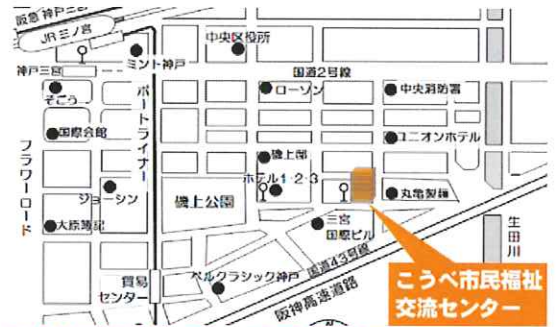 阪急 神戸三宮
JR 三ノ宮
中央区役所
ミント神戸
神戸三宮
国道2号線
そごう
ローソン
中央消防署
ポートライナー
国際会館
ユニオンホテル
フラワーロード
磯上邸
ホテル1・2・3
ジョーシン
磯上公園
丸亀製麺
大原簿記
三宮
国際ビル
生田川
国道43号線
貿易
センター
ベルクラシック神戸
阪神高速道路
こうべ市民福祉
交流センター